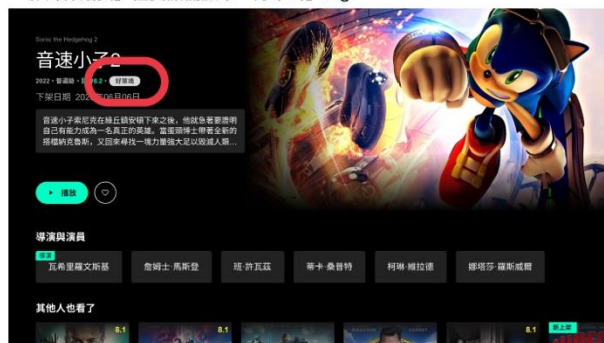 Sonic the Hedgehog 2
音速小子2
2022・普遍級・
8.2・
好萊塢
下架日期
年06月06日
音速小子索尼克在綠丘鎮安頓下來之後，他就急著要證明
自己有能力成為一名真正的英雄。當蛋頭博士帶著全新的
搭檔納克魯斯，又回來尋找一塊力量強大足以毀滅人類...
播放
導演與演員
導演
瓦希里羅文斯基
詹姆士·馬斯登
班·許瓦茲
蒂卡·桑普特
柯琳·維拉德
娜塔莎·羅斯威爾
其他人也看了
8.1
8.1
8.1
新上架